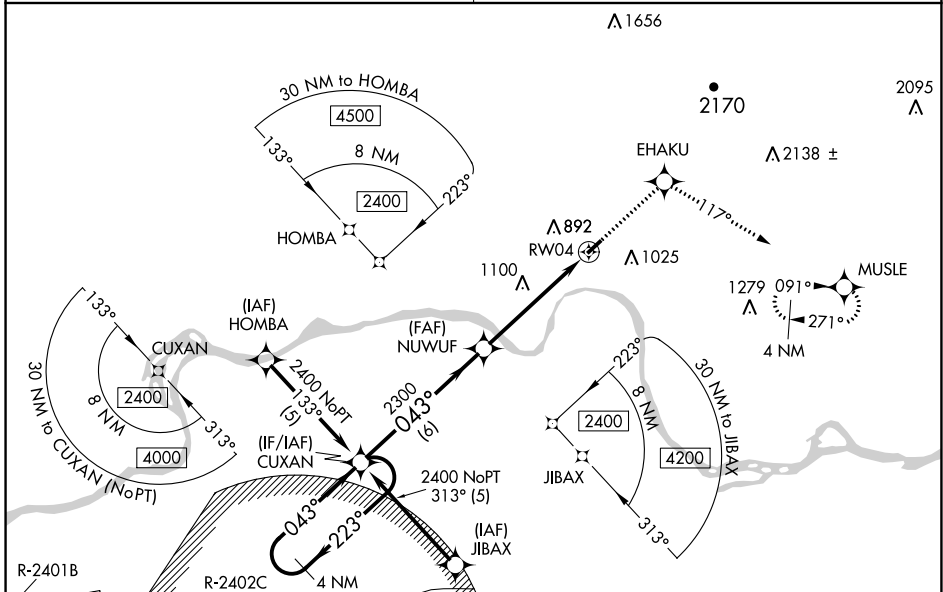 1656
2095
2170
30 NM to HOMBA
4500
133°
8 NM
2400
223°
HOMBA
EHAKU
2138 ±
117°
892
RW04
1025
1100
MUSLE
1279
091°
271°
4 NM
(IAF)
HOMBA
133°
CUXAN
2400
8 NM
313°
4000
30 NM to CUXAN (NoPT)
2400 NoPT
133°
(5)
(FAF)
NUWUF
2300
043°
(6)
(IF/IAF)
CUXAN
2400 NoPT
313° (5)
043°
223°
4 NM
(IAF)
JIBAX
223°
2400
8 NM
30 NM to JIBAX
4200
JIBAX
313°
R-2401B
R-2402C